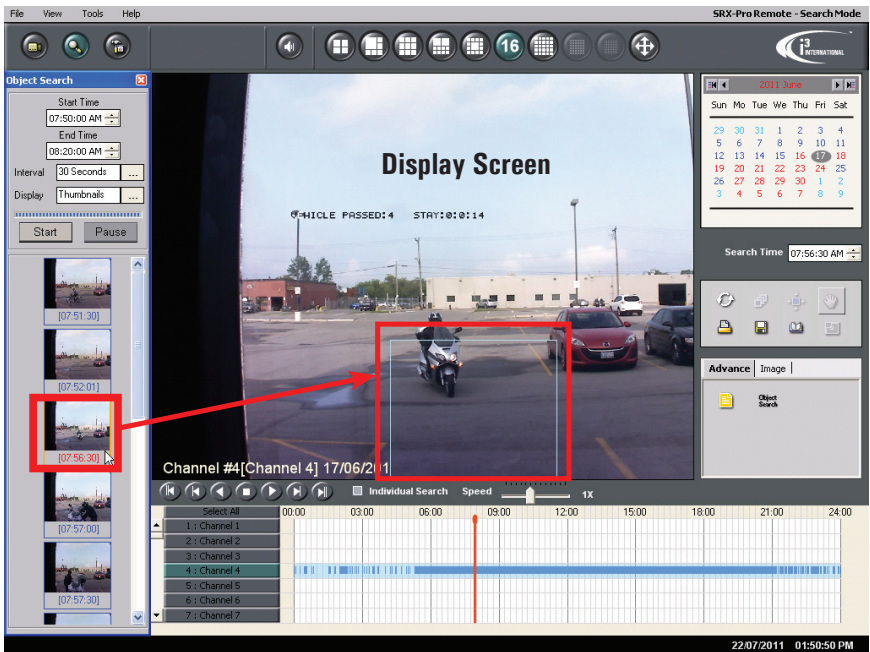 File View Tools Help
SRX-Pro Remote - Search Mode
16
i3 INTERNATIONAL
Object Search
Start Time
07:50:00 AM
End Time
08:20:00 AM
Interval 30 Seconds ...
Display Thumbnails ...
Start Pause
[07:51:30]
[07:52:01]
[07:56:30]
[07:57:00]
[07:57:30]
Display Screen
VEHICLE PASSED:4 STAY:0:0:14
Channel #4[Channel 4] 17/06/201
2011 June
Sun Mo Tue We Thu Fri Sat
29 30 31 1 2 3 4
5 6 7 8 9 10 11
12 13 14 15 16 17 18
19 20 21 22 23 24 25
26 27 28 29 30 1 2
3 4 5 6 7 8 9
Search Time 07:56:30 AM
Advance Image
Object
Search
Individual Search Speed 1X
Select All 00:00 03:00 06:00 09:00 12:00 15:00 18:00 21:00 24:00
1 : Channel 1
2 : Channel 2
3 : Channel 3
4 : Channel 4
5 : Channel 5
6 : Channel 6
7 : Channel 7
22/07/2011 01:50:50 PM